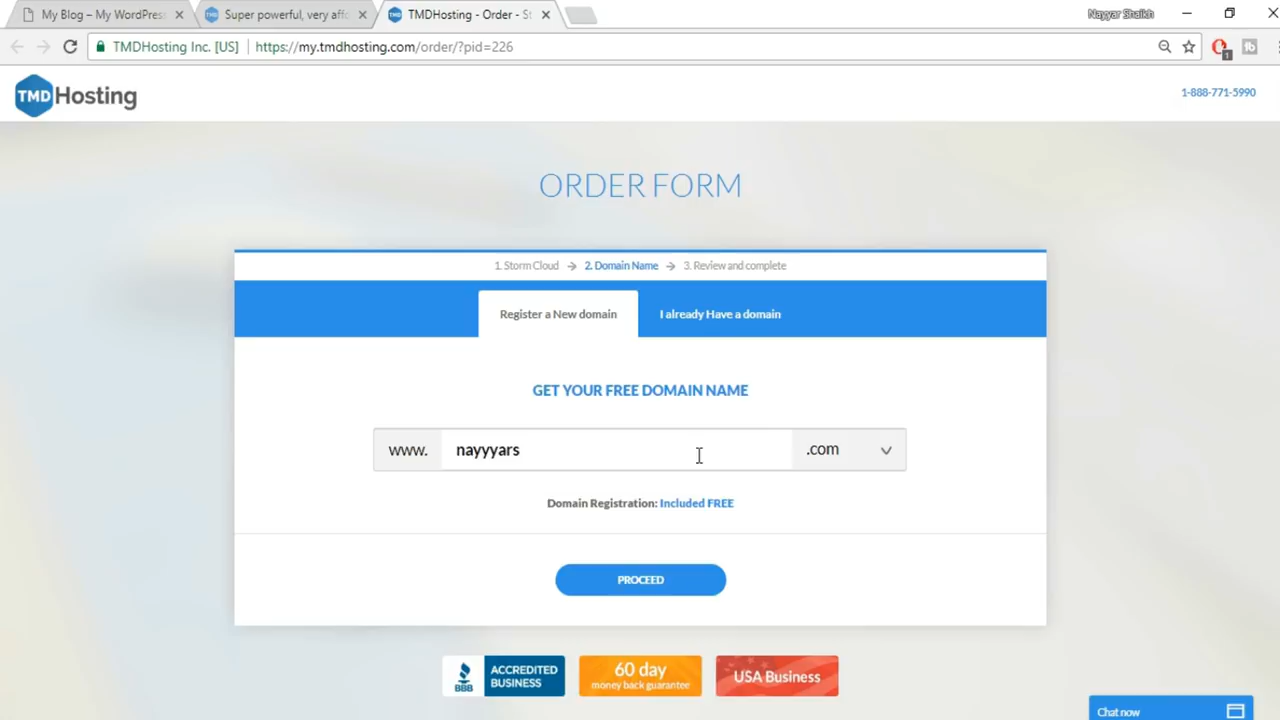 My Blog – My WordPress
Super powerful, very affo
TMDHosting - Order - St
Nayyar Shaikh
TMDHosting Inc. [US]
https://my.tmdhosting.com/order/?pid=226
1
TMDHosting
1-888-771-5990
ORDER FORM
1. Storm Cloud → 2. Domain Name → 3. Review and complete
Register a New domain
I already Have a domain
GET YOUR FREE DOMAIN NAME
www.
nayyyars
.com
Domain Registration: Included FREE
PROCEED
BBB
ACCREDITED
BUSINESS
60 day
money back guarantee
USA Business
Chat now